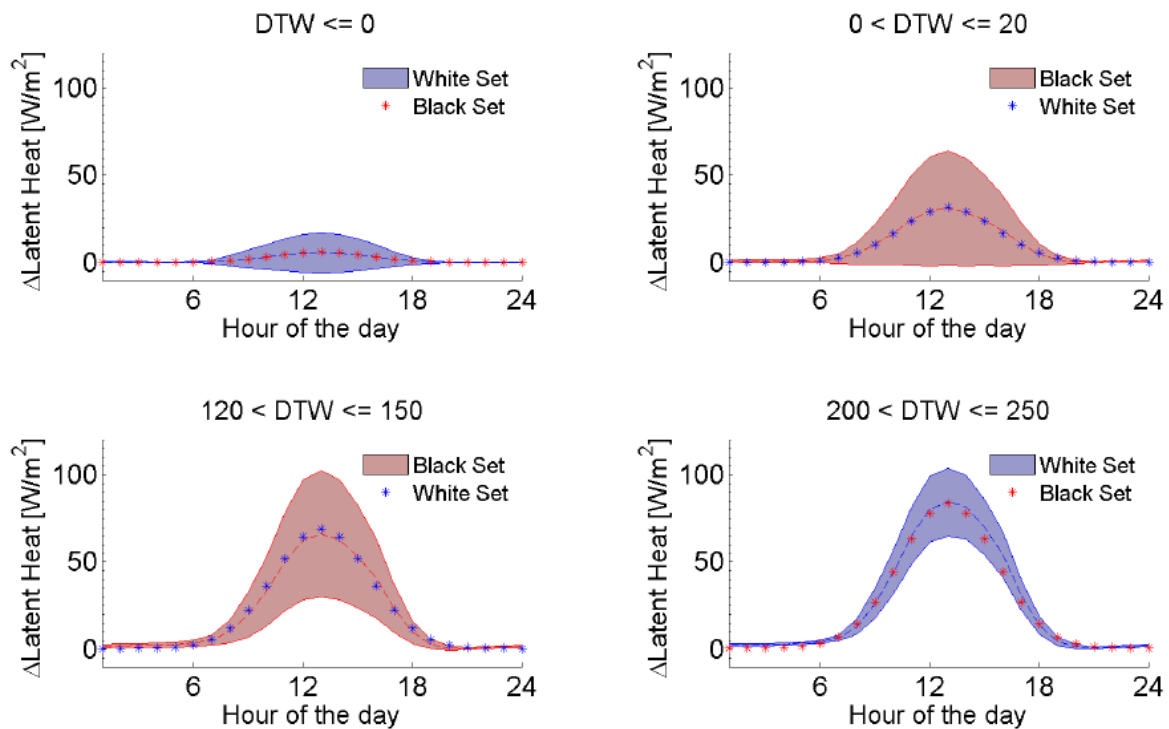 DTW <= 0
ΔLatent Heat [W/m²]
100
50
0
White Set
Black Set
6
12
18
24
Hour of the day
0 < DTW <= 20
ΔLatent Heat [W/m²]
100
50
0
Black Set
White Set
6
12
18
24
Hour of the day
120 < DTW <= 150
ΔLatent Heat [W/m²]
100
50
0
Black Set
White Set
6
12
18
24
Hour of the day
200 < DTW <= 250
ΔLatent Heat [W/m²]
100
50
0
White Set
Black Set
6
12
18
24
Hour of the day